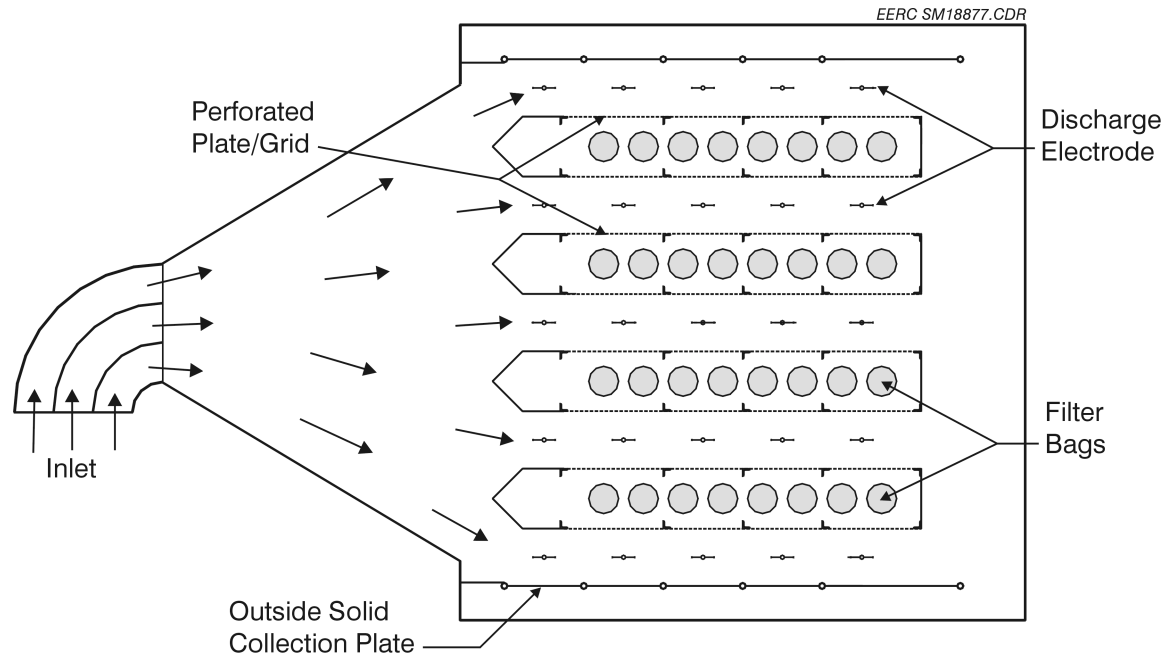 EERC SM18877.CDR
Perforated
Plate/Grid
Discharge
Electrode
Filter
Bags
Inlet
Outside Solid
Collection Plate